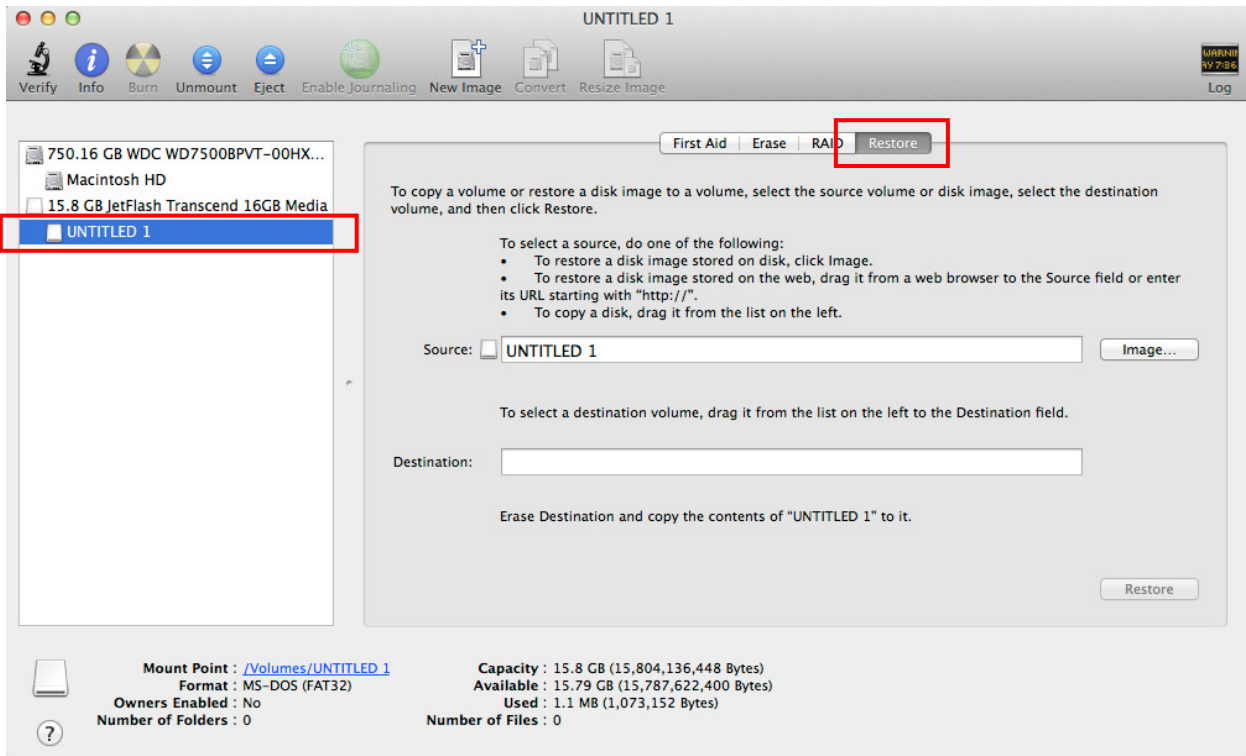 UNTITLED 1
Verify Info Burn Unmount Eject Enable Journaling New Image Convert Resize Image Log
WARNIN
AY 7:36
First Aid Erase RAID Restore
750.16 GB WDC WD7500BPVT-00HX...
Macintosh HD
15.8 GB JetFlash Transcend 16GB Media
UNTITLED 1
To copy a volume or restore a disk image to a volume, select the source volume or disk image, select the destination
volume, and then click Restore.
To select a source, do one of the following:
• To restore a disk image stored on disk, click Image.
• To restore a disk image stored on the web, drag it from a web browser to the Source field or enter
its URL starting with “http://”.
• To copy a disk, drag it from the list on the left.
Source: UNTITLED 1 Image...
To select a destination volume, drag it from the list on the left to the Destination field.
Destination:
Erase Destination and copy the contents of “UNTITLED 1” to it.
Restore
Mount Point : /Volumes/UNTITLED 1
Format : MS-DOS (FAT32)
Owners Enabled : No
Number of Folders : 0
Capacity : 15.8 GB (15,804,136,448 Bytes)
Available : 15.79 GB (15,787,622,400 Bytes)
Used : 1.1 MB (1,073,152 Bytes)
Number of Files : 0
?